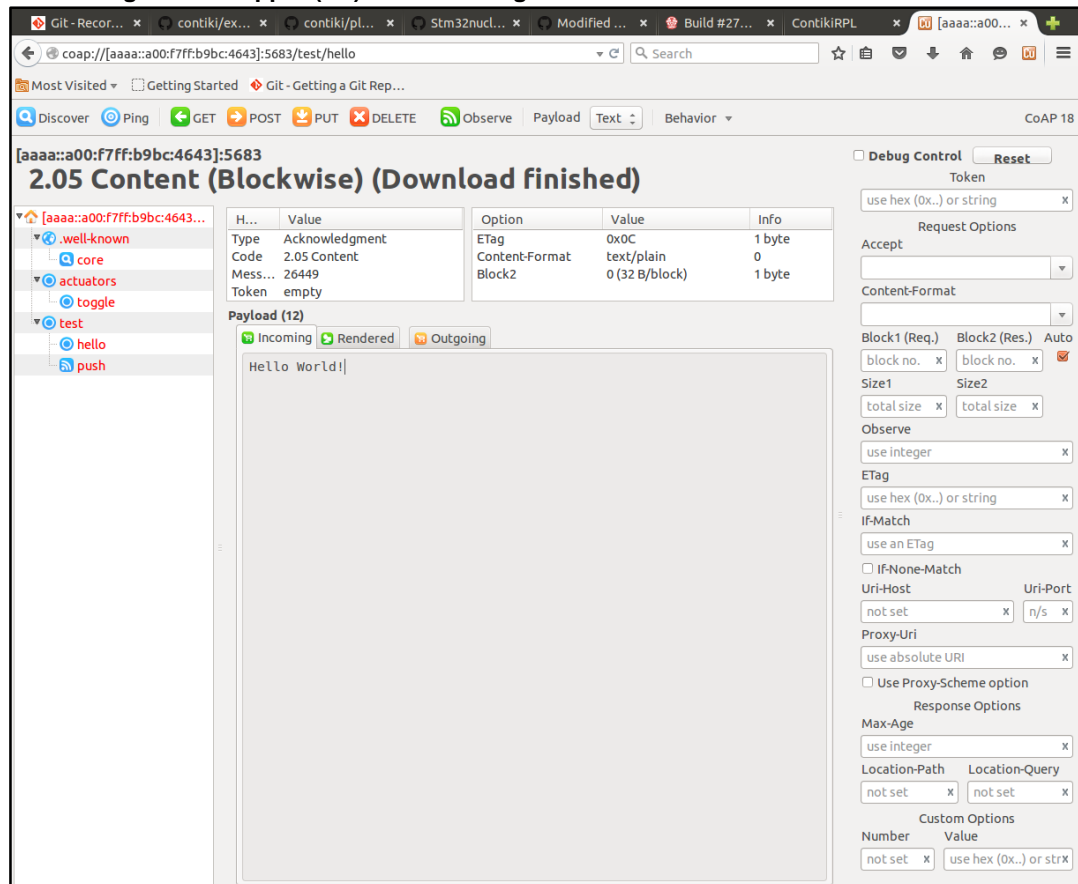 Git - Recor... × contiki/ex... × contiki/pl... × Stm32nucl... × Modified ... × Build #27... × ContikiRPL × [aaaa::a00... ×
coap://[aaaa::a00:f7ff:b9bc:4643]:5683/test/hello Search
Most Visited Getting Started Git - Getting a Git Rep...
Discover Ping GET POST PUT DELETE Observe Payload Text Behavior CoAP 18
[aaaa::a00:f7ff:b9bc:4643]:5683
2.05 Content (Blockwise) (Download finished)
[aaaa::a00:f7ff:b9bc:4643...
.well-known
core
actuators
toggle
test
hello
push
H... Value
Type Acknowledgment
Code 2.05 Content
Mess... 26449
Token empty
Option Value Info
ETag 0x0C 1 byte
Content-Format text/plain 0
Block2 0 (32 B/block) 1 byte
Payload (12)
Incoming Rendered Outgoing
Hello World!
Debug Control Reset
Token
use hex (0x..) or string x
Request Options
Accept
Content-Format
Block1 (Req.) Block2 (Res.) Auto
block no. x block no. x
Size1 Size2
total size x total size x
Observe
use integer x
ETag
use hex (0x..) or string x
If-Match
use an ETag x
If-None-Match
Uri-Host Uri-Port
not set x n/s x
Proxy-Uri
use absolute URI x
Use Proxy-Scheme option
Response Options
Max-Age
use integer x
Location-Path Location-Query
not set x not set x
Custom Options
Number Value
not set x use hex (0x..) or str x